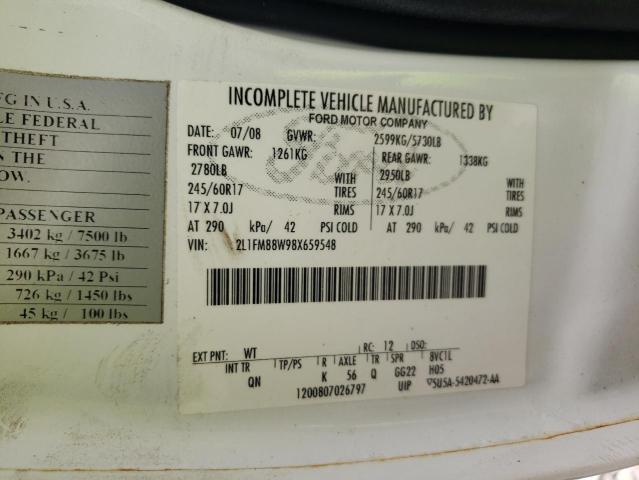 FG IN U.S.A.
LE FEDERAL
THEFT
N THE
OW.
PASSENGER
3402 kg / 7500 lb
1667 kg / 3675 lb
290 kPa / 42 Psi
726 kg / 1450 lbs
45 kg / 100 lbs
INCOMPLETE VEHICLE MANUFACTURED BY
FORD MOTOR COMPANY
Ford
DATE: 07/08 GVWR: 2599KG/5730LB
FRONT GAWR: 1261KG REAR GAWR: 1338KG
2780LB WITH 2950LB WITH
245/60R17 TIRES 245/60R17 TIRES
17 X 7.0J RIMS 17 X 7.0J RIMS
AT 290 kPa/ 42 PSI COLD AT 290 kPa/ 42 PSI COLD
VIN: 2L1FM88W98X659548
EXT PNT: WT RC: 12 DSO:
INT TR TP/PS R AXLE TR SPR 8VC1L
QN K 56 Q GG22 H05
1200807026797 UIP ▽5U5A-5420472-AA